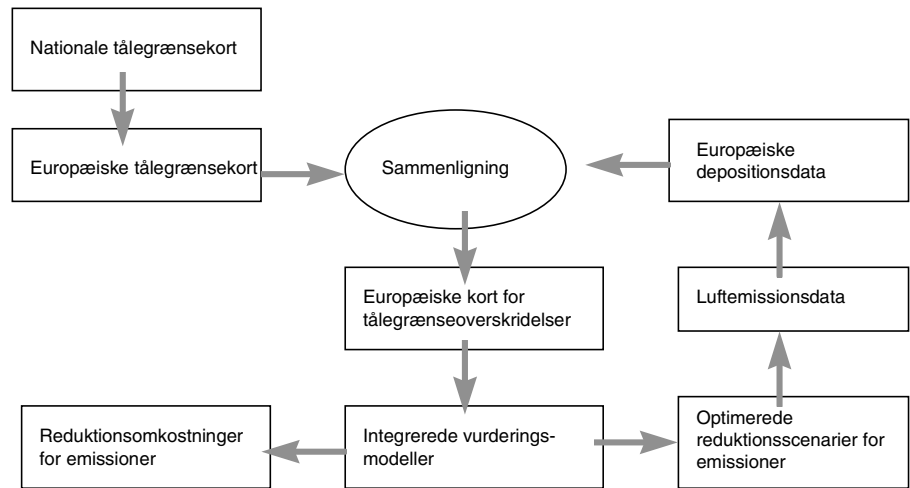 Nationale tålegrænsekort
Europæiske tålegrænsekort
Sammenligning
Europæiske
depositionsdata
Europæiske kort for
tålegrænseoverskridelser
Luftemissionsdata
Reduktionsomkostninger
for emissioner
Integrerede vurderings-
modeller
Optimerede
reduktionsscenarier for
emissioner